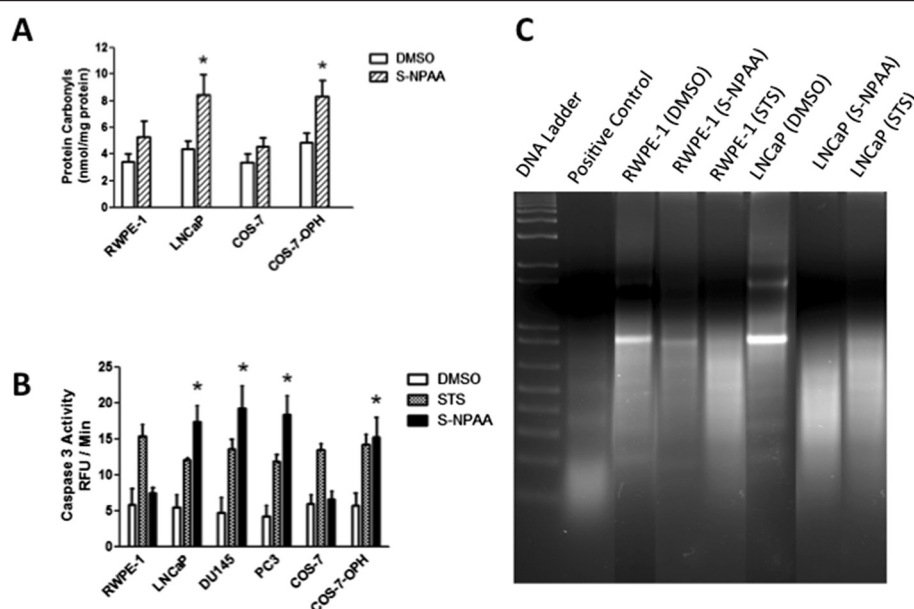 A
Protein Carbonyls
(nmol/mg protein)
12
10
8
6
4
2
0
*
*
DMSO
S-NPAA
RWPE-1
LNCaP
COS-7
COS-7-OPH
B
Caspase 3 Activity
RFU / Min
25
20
15
10
5
0
*
*
*
*
DMSO
STS
S-NPAA
RWPE-1
LNCaP
DU145
PC3
COS-7
COS-7-OPH
C
DNA Ladder
Positive Control
RWPE-1 (DMSO)
RWPE-1 (S-NPAA)
RWPE-1 (STS)
LNCaP (DMSO)
LNCaP (S-NPAA)
LNCaP (STS)